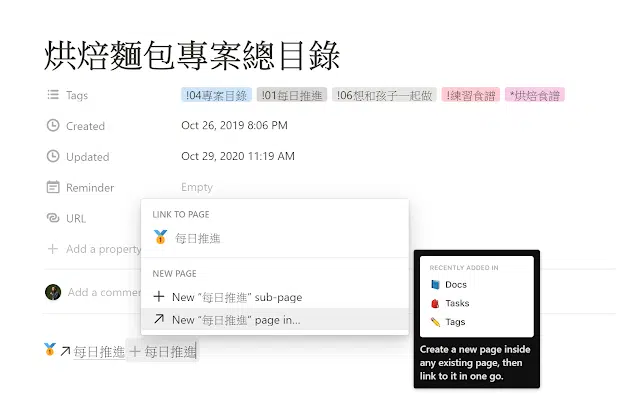 烘焙麵包專案總目錄
Tags !04專案目錄 !01每日推進 !06想和孩子一起做 !練習食譜 *烘焙食譜
Created Oct 26, 2019 8:06 PM
Updated Oct 29, 2020 11:19 AM
Reminder Empty
URL
Add a property
Add a comme
LINK TO PAGE
每日推進
NEW PAGE
New "每日推進" sub-page
New "每日推進" page in...
RECENTLY ADDED IN
Docs
Tasks
Tags
Create a new page inside
any existing page, then
link to it in one go.
每日推進 + 每日推進